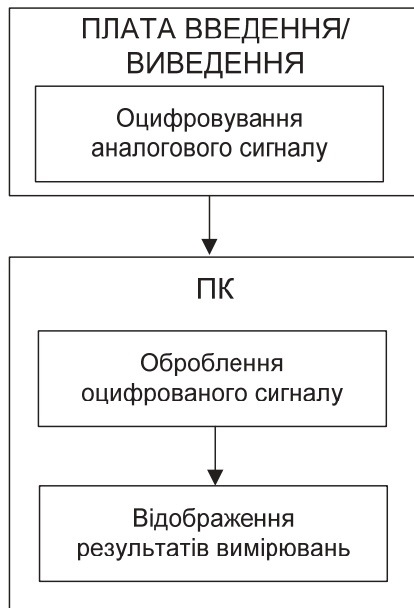 ПЛАТА ВВЕДЕННЯ/
ВИВЕДЕННЯ
Оцифровування
аналогового сигналу
ПК
Оброблення
оцифрованого сигналу
Відображення
результатів вимірювань